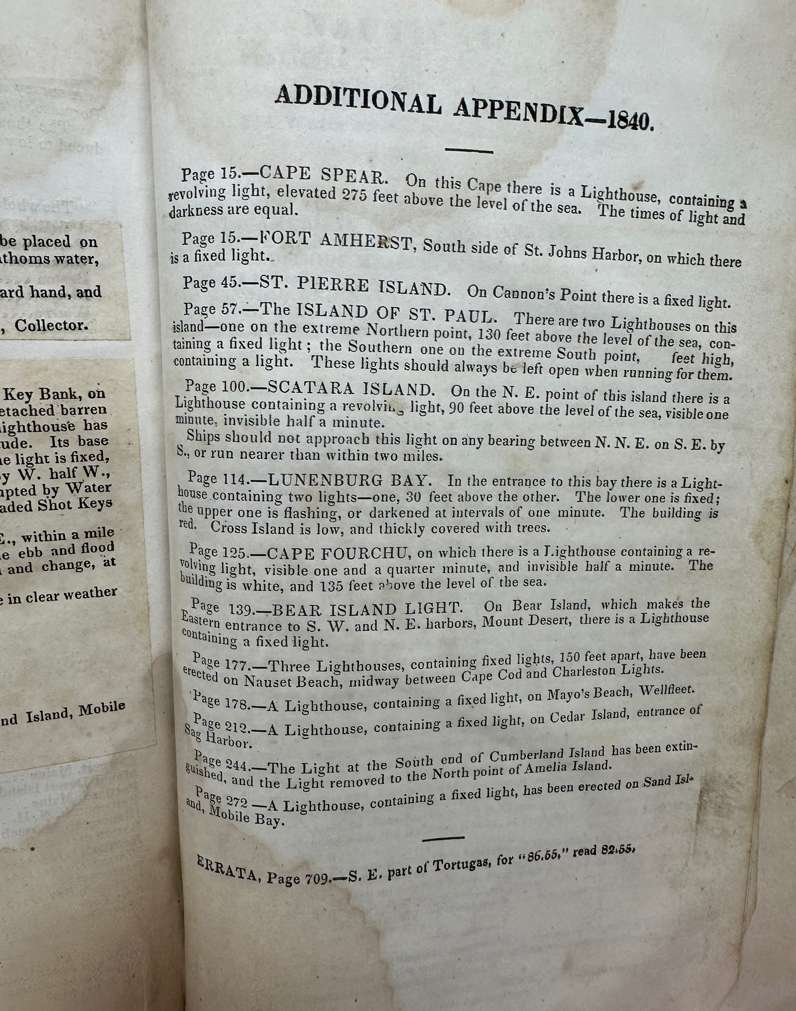 be placed on
thoms water,
ard hand, and
, Collector.
Key Bank, on
etached barren
ighthouse has
ude. Its base
e light is fixed,
y W. half W.,
pted by Water
aded Shot Keys
E., within a mile
e ebb and flood
and change, at
e in clear weather
nd Island, Mobile
ADDITIONAL APPENDIX—1840.
Page 15.—CAPE SPEAR. On this Cape there is a Lighthouse, containing a
revolving light, elevated 275 feet above the level of the sea. The times of light and
darkness are equal.
Page 15.—FORT AMHERST, South side of St. Johns Harbor, on which there
is a fixed light.
Page 45.—ST. PIERRE ISLAND. On Cannon's Point there is a fixed light.
Page 57.—The ISLAND OF ST. PAUL. There are two Lighthouses on this
island—one on the extreme Northern point, 130 feet above the level of the sea, con-
taining a fixed light; the Southern one on the extreme South point, feet high,
containing a light. These lights should always be left open when running for them.
Page 100.—SCATARA ISLAND. On the N. E. point of this island there is a
Lighthouse containing a revolving light, 90 feet above the level of the sea, visible one
minute, invisible half a minute.
Ships should not approach this light on any bearing between N. N. E. on S. E. by
S., or run nearer than within two miles.
Page 114.—LUNENBURG BAY. In the entrance to this bay there is a Light-
house containing two lights—one, 30 feet above the other. The lower one is fixed;
the upper one is flashing, or darkened at intervals of one minute. The building is
red. Cross Island is low, and thickly covered with trees.
Page 125.—CAPE FOURCHU, on which there is a Lighthouse containing a re-
volving light, visible one and a quarter minute, and invisible half a minute. The
building is white, and 135 feet above the level of the sea.
Page 139.—BEAR ISLAND LIGHT. On Bear Island, which makes the
Eastern entrance to S. W. and N. E. harbors, Mount Desert, there is a Lighthouse
containing a fixed light.
Page 177.—Three Lighthouses, containing fixed lights, 150 feet apart, have been
erected on Nauset Beach, midway between Cape Cod and Charleston Lights.
Page 178.—A Lighthouse, containing a fixed light, on Mayo's Beach, Wellfleet.
Page 212.—A Lighthouse, containing a fixed light, on Cedar Island, entrance of
Sag Harbor.
Page 244.—The Light at the South end of Cumberland Island has been extin-
guished, and the Light removed to the North point of Amelia Island.
Page 272—A Lighthouse, containing a fixed light, has been erected on Sand Isl-
and, Mobile Bay.
ERRATA, Page 709.—S. E. part of Tortugas, for "86.55," read 82.55.